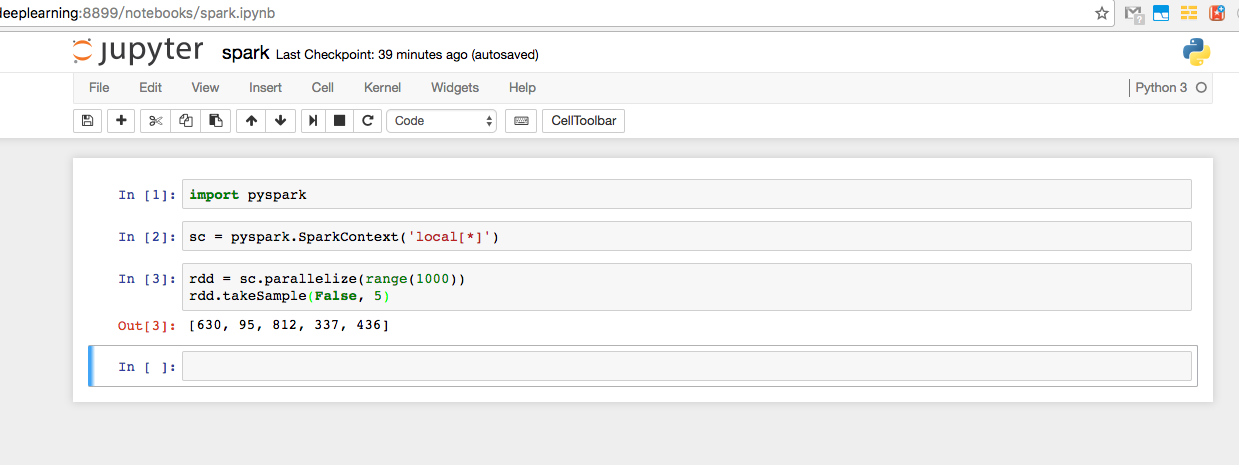 deeplearning:8899/notebooks/spark.ipynb
jupyter spark Last Checkpoint: 39 minutes ago (autosaved)
File Edit View Insert Cell Kernel Widgets Help Python 3
Code CellToolbar
In [1]: import pyspark
In [2]: sc = pyspark.SparkContext('local[*]')
In [3]: rdd = sc.parallelize(range(1000))
rdd.takeSample(False, 5)
Out[3]: [630, 95, 812, 337, 436]
In [ ]: